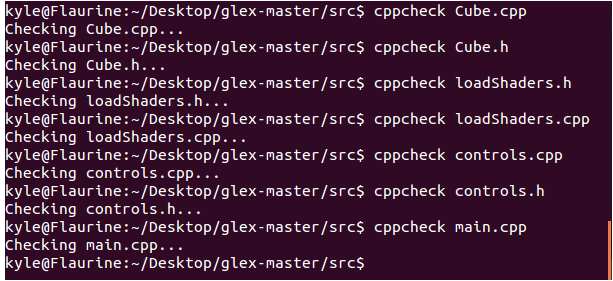 kyle@Flaurine:~/Desktop/glex-master/src$ cppcheck Cube.cpp
Checking Cube.cpp...
kyle@Flaurine:~/Desktop/glex-master/src$ cppcheck Cube.h
Checking Cube.h...
kyle@Flaurine:~/Desktop/glex-master/src$ cppcheck loadShaders.h
Checking loadShaders.h...
kyle@Flaurine:~/Desktop/glex-master/src$ cppcheck loadShaders.cpp
Checking loadShaders.cpp...
kyle@Flaurine:~/Desktop/glex-master/src$ cppcheck controls.cpp
Checking controls.cpp...
kyle@Flaurine:~/Desktop/glex-master/src$ cppcheck controls.h
Checking controls.h...
kyle@Flaurine:~/Desktop/glex-master/src$ cppcheck main.cpp
Checking main.cpp...
kyle@Flaurine:~/Desktop/glex-master/src$